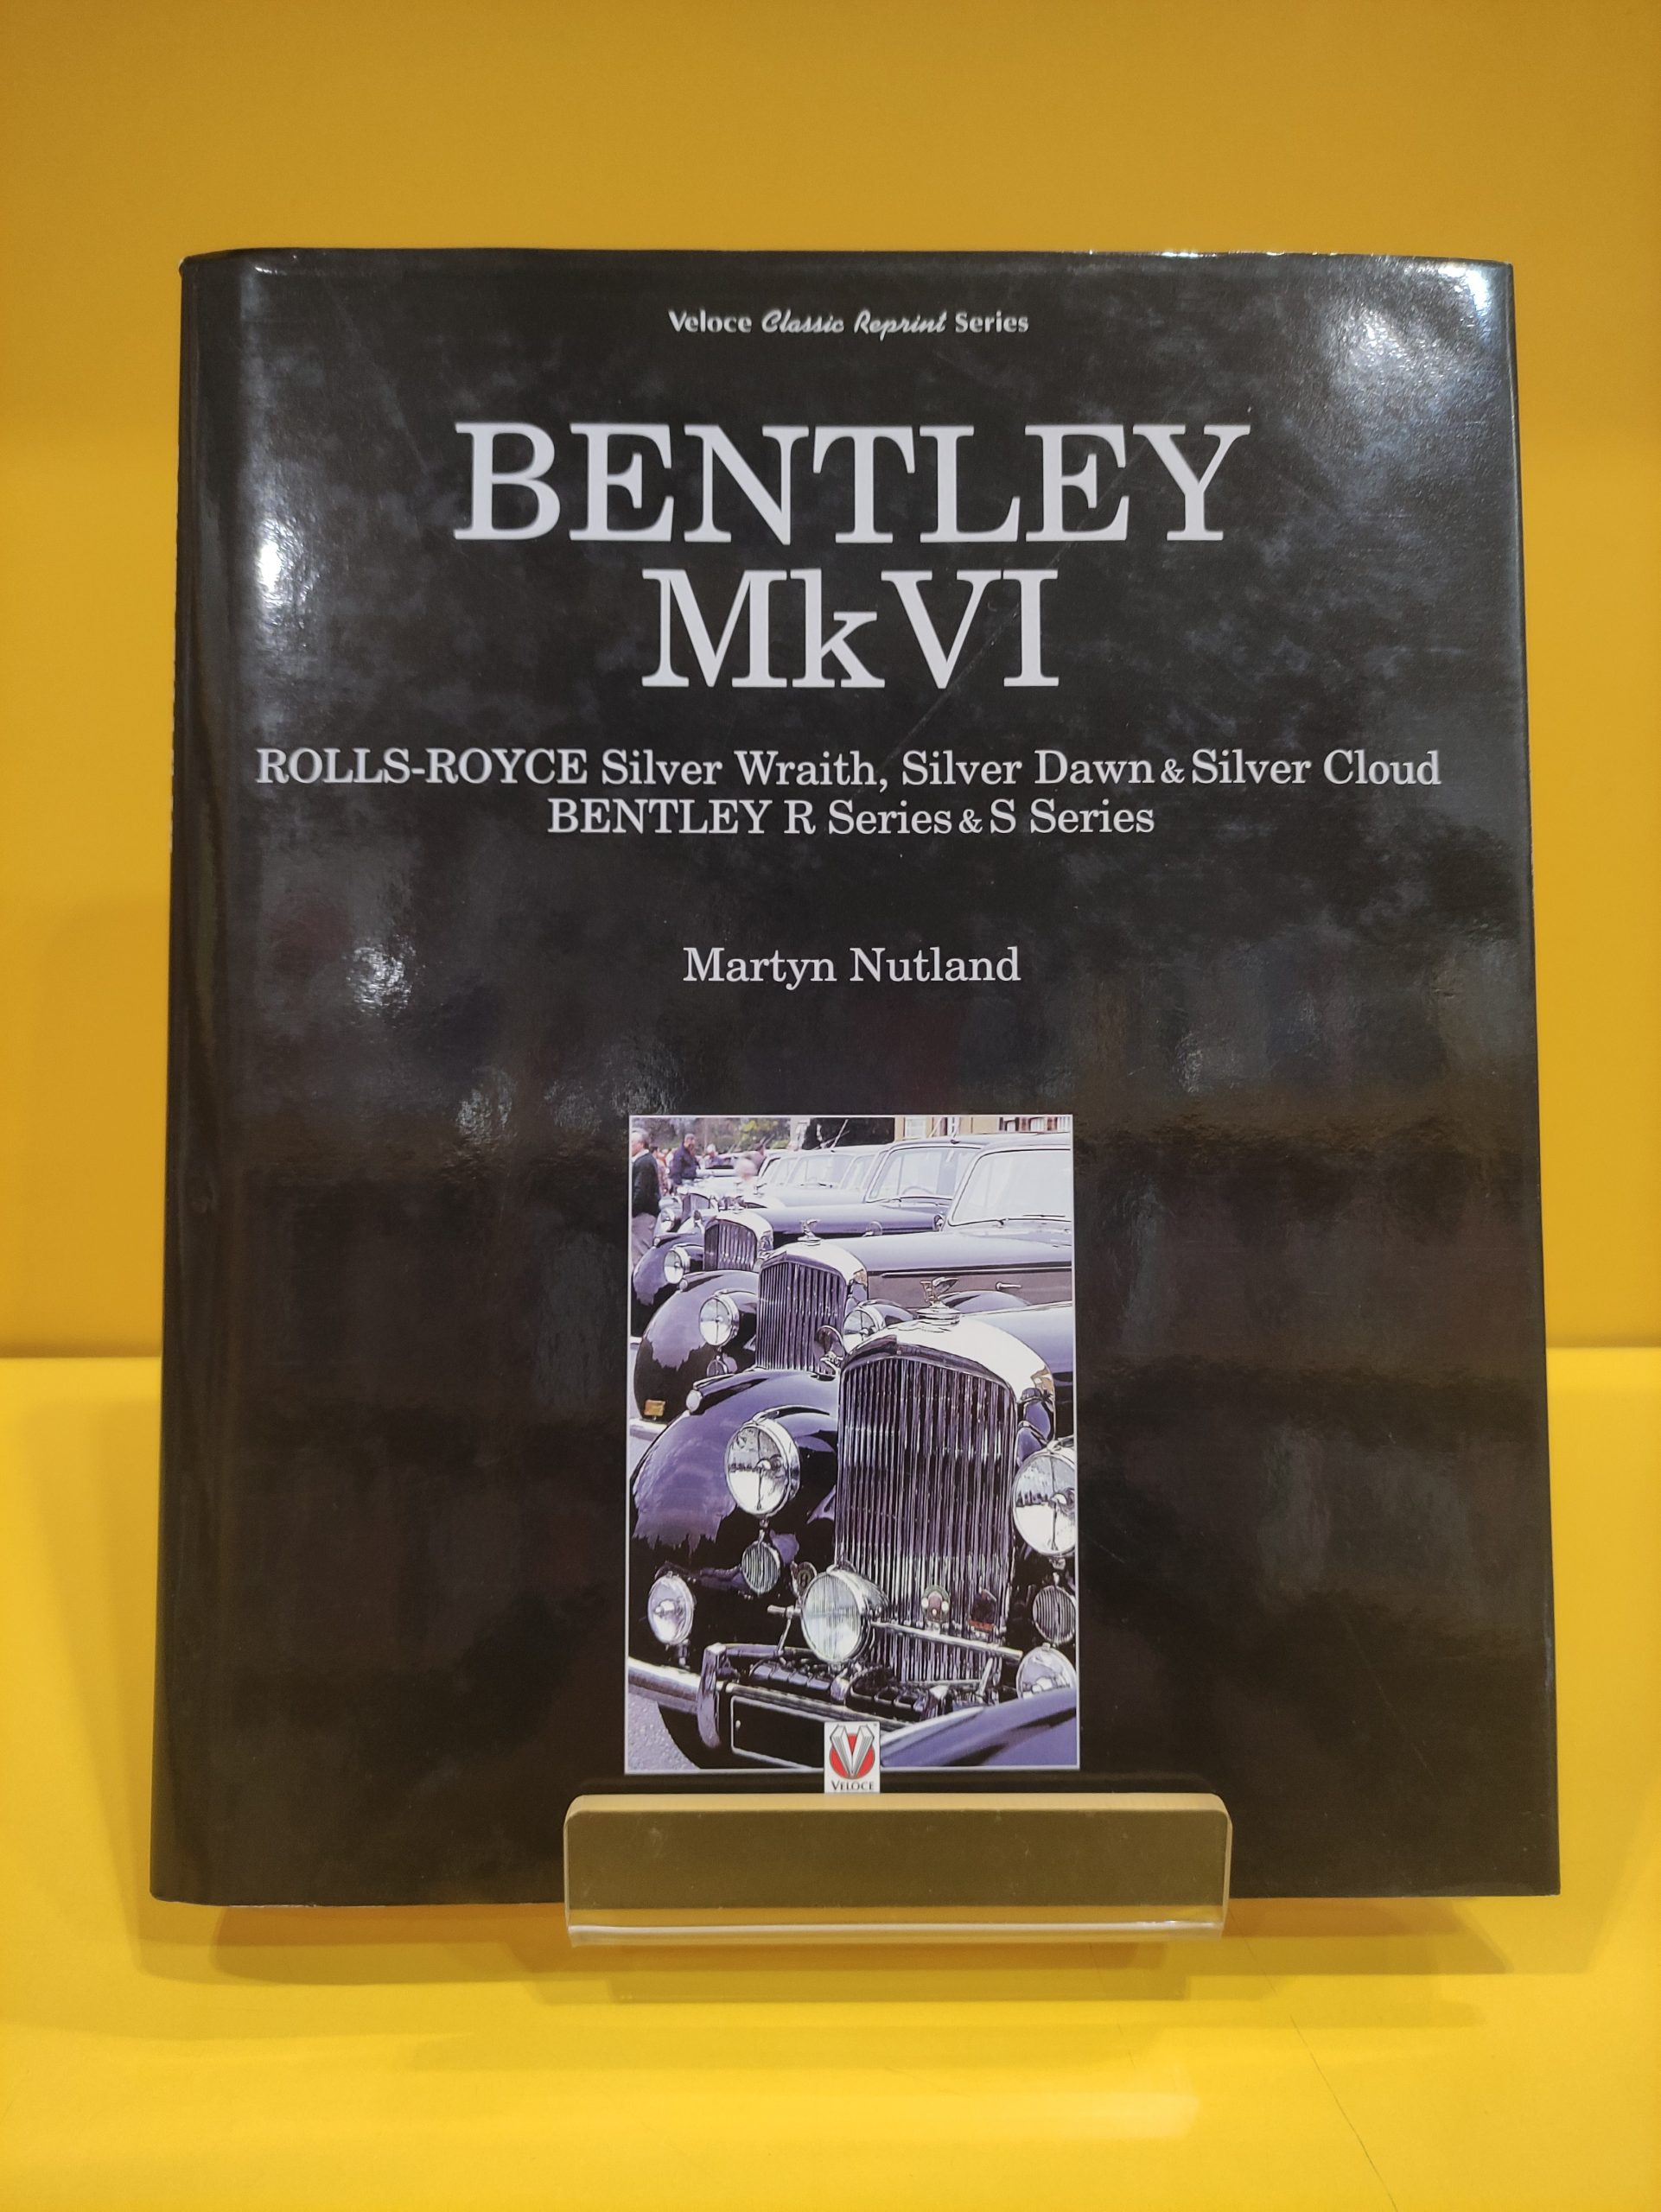 Veloce Classic Reprint Series
BENTLEY
MkVI
ROLLS-ROYCE Silver Wraith, Silver Dawn & Silver Cloud
BENTLEY R Series & S Series
Martyn Nutland
VELOCE